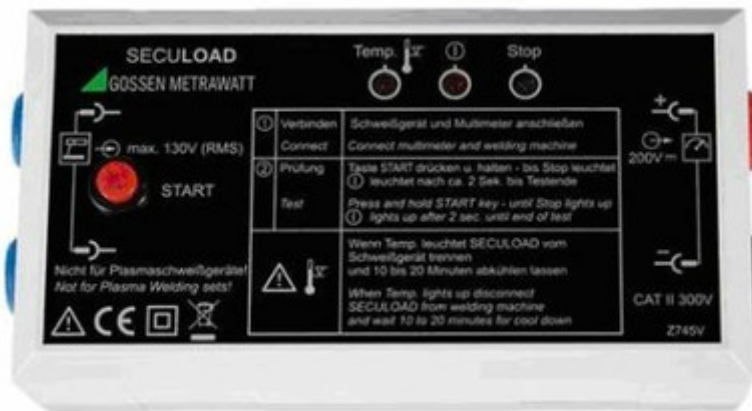 SECULOAD
GOSSEN METRAWATT
Temp.
Stop
max. 130V (RMS)
START
Nicht für Plasmaschweißgeräte!
Not for Plasma Welding sets!
① Verbinden Schweißgerät und Multimeter anschließen
Connect Connect multimeter and welding machine
② Prüfung Taste START drücken u. halten - bis Stop leuchtet
① leuchtet nach ca. 2 Sek. bis Testende
Test Press and hold START key - until Stop lights up
① lights up after 2 sec. until end of test
Wenn Temp. leuchtet SECULOAD vom
Schweißgerät trennen
und 10 bis 20 Minuten abkühlen lassen
When Temp. lights up disconnect
SECULOAD from welding machine
and wait 10 to 20 minutes for cool down
+
200V
−
CAT II 300V
Z745V
CE